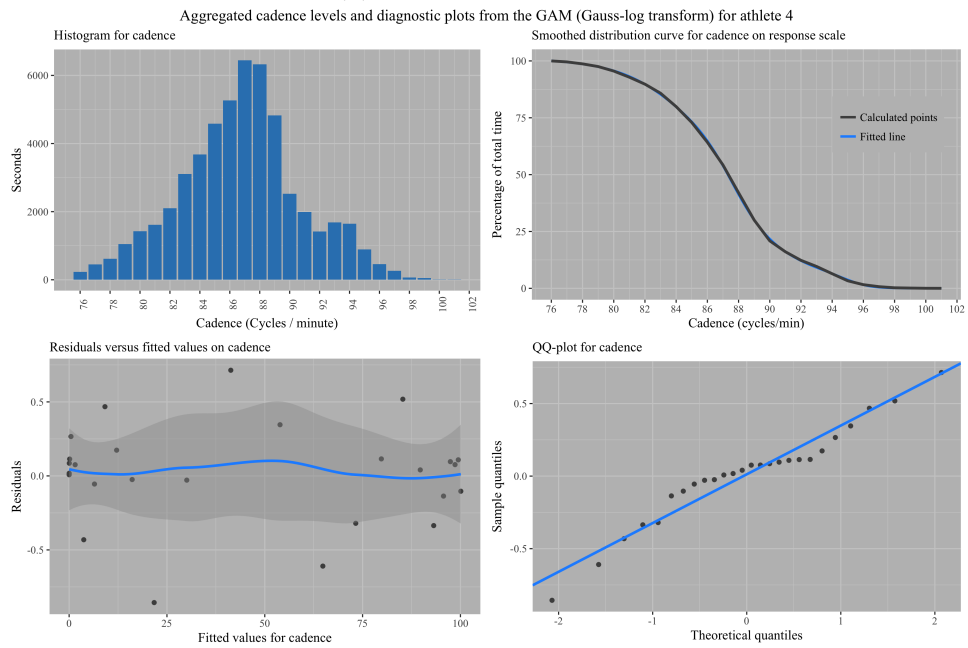 Aggregated cadence levels and diagnostic plots from the GAM (Gauss-log transform) for athlete 4
Histogram for cadence
6000
4000
2000
0
Seconds
76 78 80 82 84 86 88 90 92 94 96 98 100 102
Cadence (Cycles / minute)
Smoothed distribution curve for cadence on response scale
100
75
50
25
0
Percentage of total time
Calculated points
Fitted line
76 78 80 82 84 86 88 90 92 94 96 98 100 102
Cadence (cycles/min)
Residuals versus fitted values on cadence
0.5
0.0
-0.5
Residuals
0 25 50 75 100
Fitted values for cadence
QQ-plot for cadence
0.5
0.0
-0.5
Sample quantiles
-2 -1 0 1 2
Theoretical quantiles